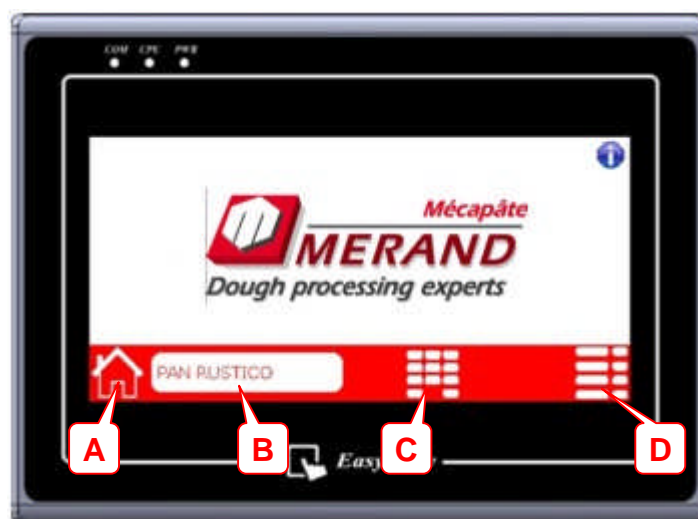 COM CPU PWR
i
Mécapâte
MERAND
Dough processing experts
PAN RUSTICO
A
B
C
D